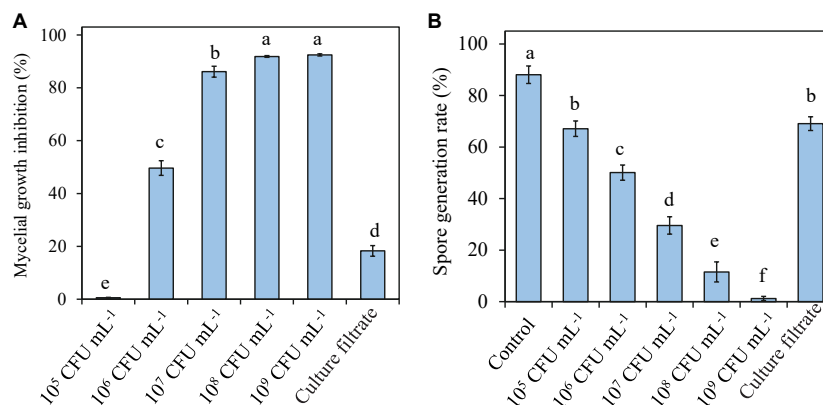 A
Mycelial growth inhibition (%)
100
80
60
40
20
0
e
c
b
a
a
d
10⁵ CFU mL⁻¹
10⁶ CFU mL⁻¹
10⁷ CFU mL⁻¹
10⁸ CFU mL⁻¹
10⁹ CFU mL⁻¹
Culture filtrate
B
Spore generation rate (%)
100
80
60
40
20
0
a
b
c
d
e
f
b
Control
10⁵ CFU mL⁻¹
10⁶ CFU mL⁻¹
10⁷ CFU mL⁻¹
10⁸ CFU mL⁻¹
10⁹ CFU mL⁻¹
Culture filtrate